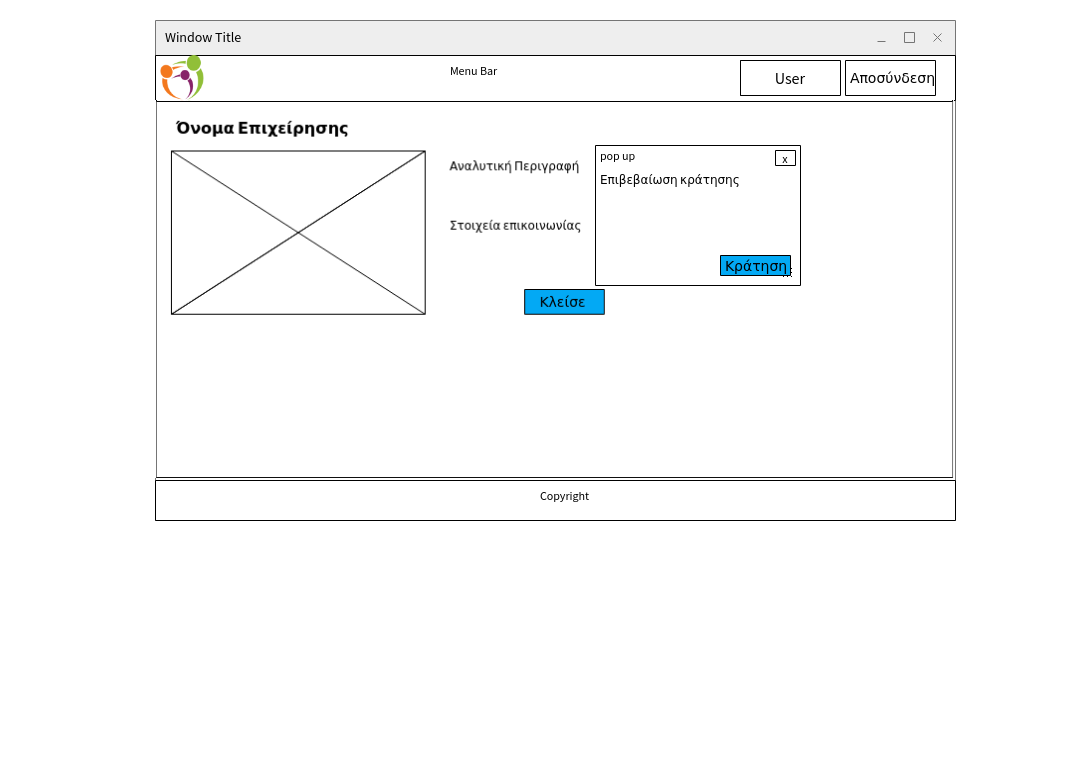 Window Title
Menu Bar
User
Αποσύνδεση
Όνομα Επιχείρησης
Αναλυτική Περιγραφή
Στοιχεία επικοινωνίας
pop up
x
Επιβεβαίωση κράτησης
Κράτηση
Κλείσε
Copyright